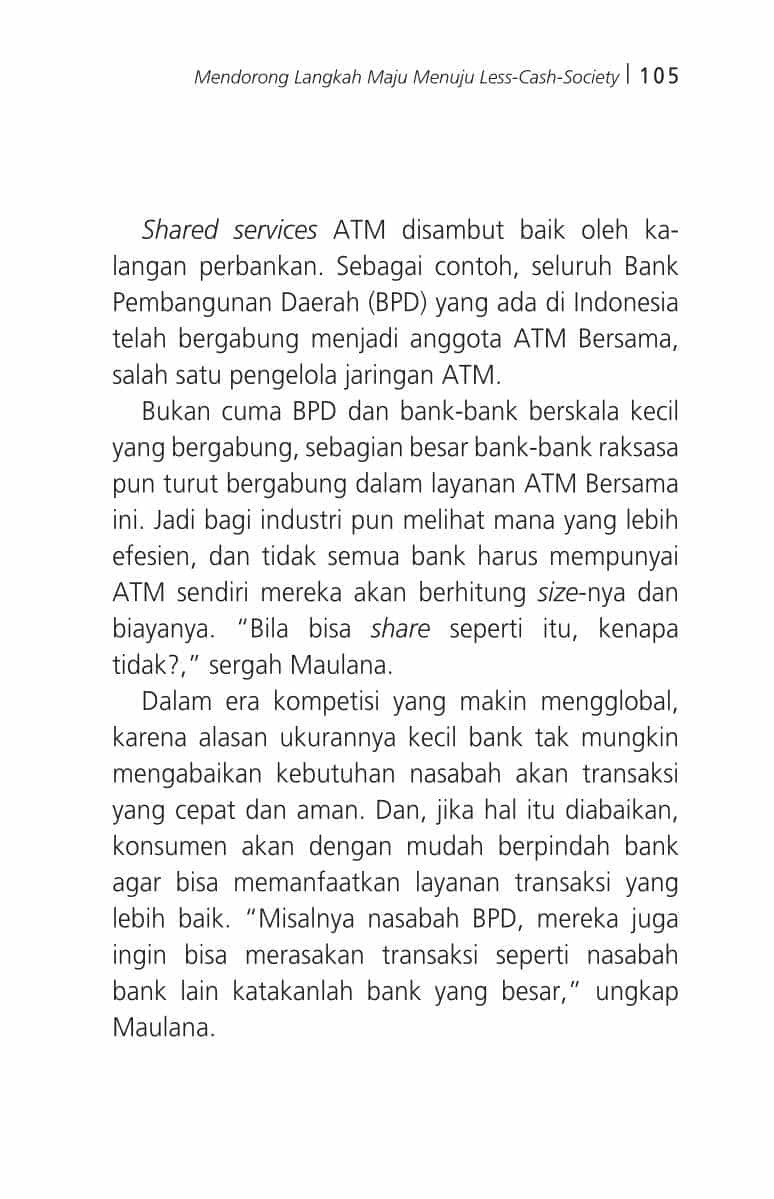 Mendorong Langkah Maju Menuju Less-Cash-Society | 105
Shared services ATM disambut baik oleh ka-
langan perbankan. Sebagai contoh, seluruh Bank
Pembangunan Daerah (BPD) yang ada di Indonesia
telah bergabung menjadi anggota ATM Bersama,
salah satu pengelola jaringan ATM.
Bukan cuma BPD dan bank-bank berskala kecil
yang bergabung, sebagian besar bank-bank raksasa
pun turut bergabung dalam layanan ATM Bersama
ini. Jadi bagi industri pun melihat mana yang lebih
efesien, dan tidak semua bank harus mempunyai
ATM sendiri mereka akan berhitung size-nya dan
biayanya. “Bila bisa share seperti itu, kenapa
tidak?,” sergah Maulana.
Dalam era kompetisi yang makin mengglobal,
karena alasan ukurannya kecil bank tak mungkin
mengabaikan kebutuhan nasabah akan transaksi
yang cepat dan aman. Dan, jika hal itu diabaikan,
konsumen akan dengan mudah berpindah bank
agar bisa memanfaatkan layanan transaksi yang
lebih baik. “Misalnya nasabah BPD, mereka juga
ingin bisa merasakan transaksi seperti nasabah
bank lain katakanlah bank yang besar,” ungkap
Maulana.